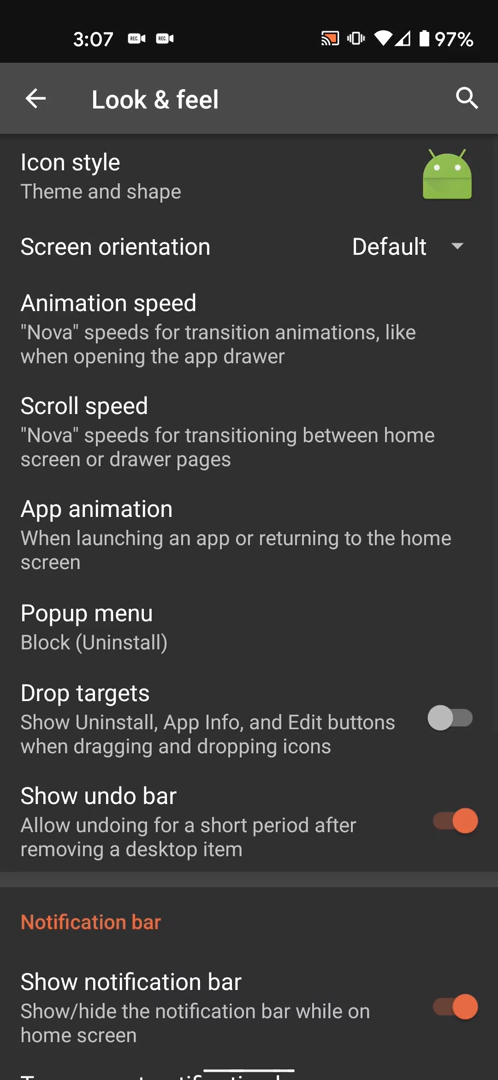 3:07 REC REC 97%
Look & feel
Icon style
Theme and shape
Screen orientation Default
Animation speed
"Nova" speeds for transition animations, like
when opening the app drawer
Scroll speed
"Nova" speeds for transitioning between home
screen or drawer pages
App animation
When launching an app or returning to the home
screen
Popup menu
Block (Uninstall)
Drop targets
Show Uninstall, App Info, and Edit buttons
when dragging and dropping icons
Show undo bar
Allow undoing for a short period after
removing a desktop item
Notification bar
Show notification bar
Show/hide the notification bar while on
home screen